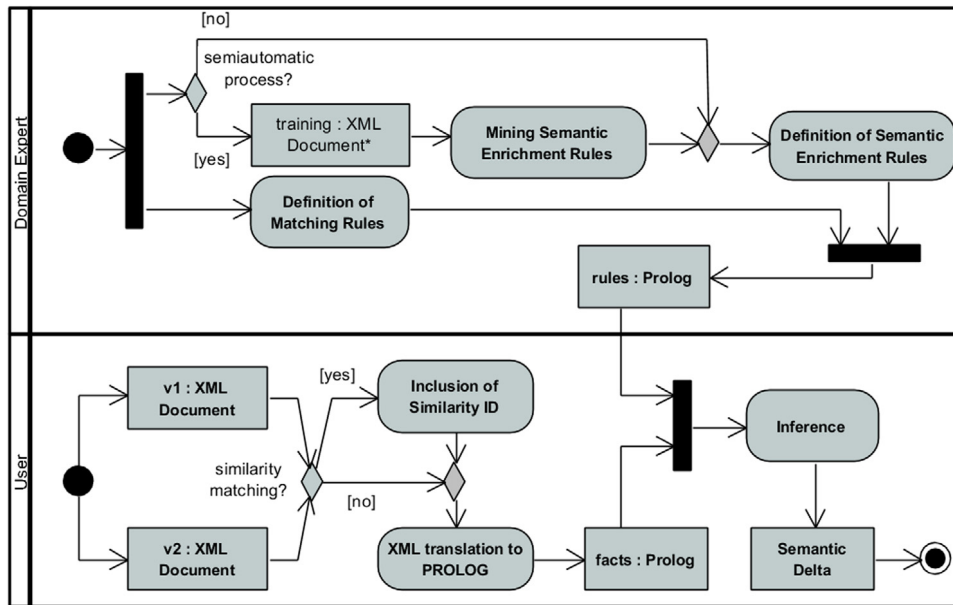 [no]
semiautomatic
process?
training : XML
Document*
Mining Semantic
Enrichment Rules
Definition of Semantic
Enrichment Rules
[yes]
Definition of
Matching Rules
Domain Expert
rules : Prolog
v1 : XML
Document
[yes]
Inclusion of
Similarity ID
Inference
similarity
matching?
[no]
User
v2 : XML
Document
XML translation to
PROLOG
facts : Prolog
Semantic
Delta